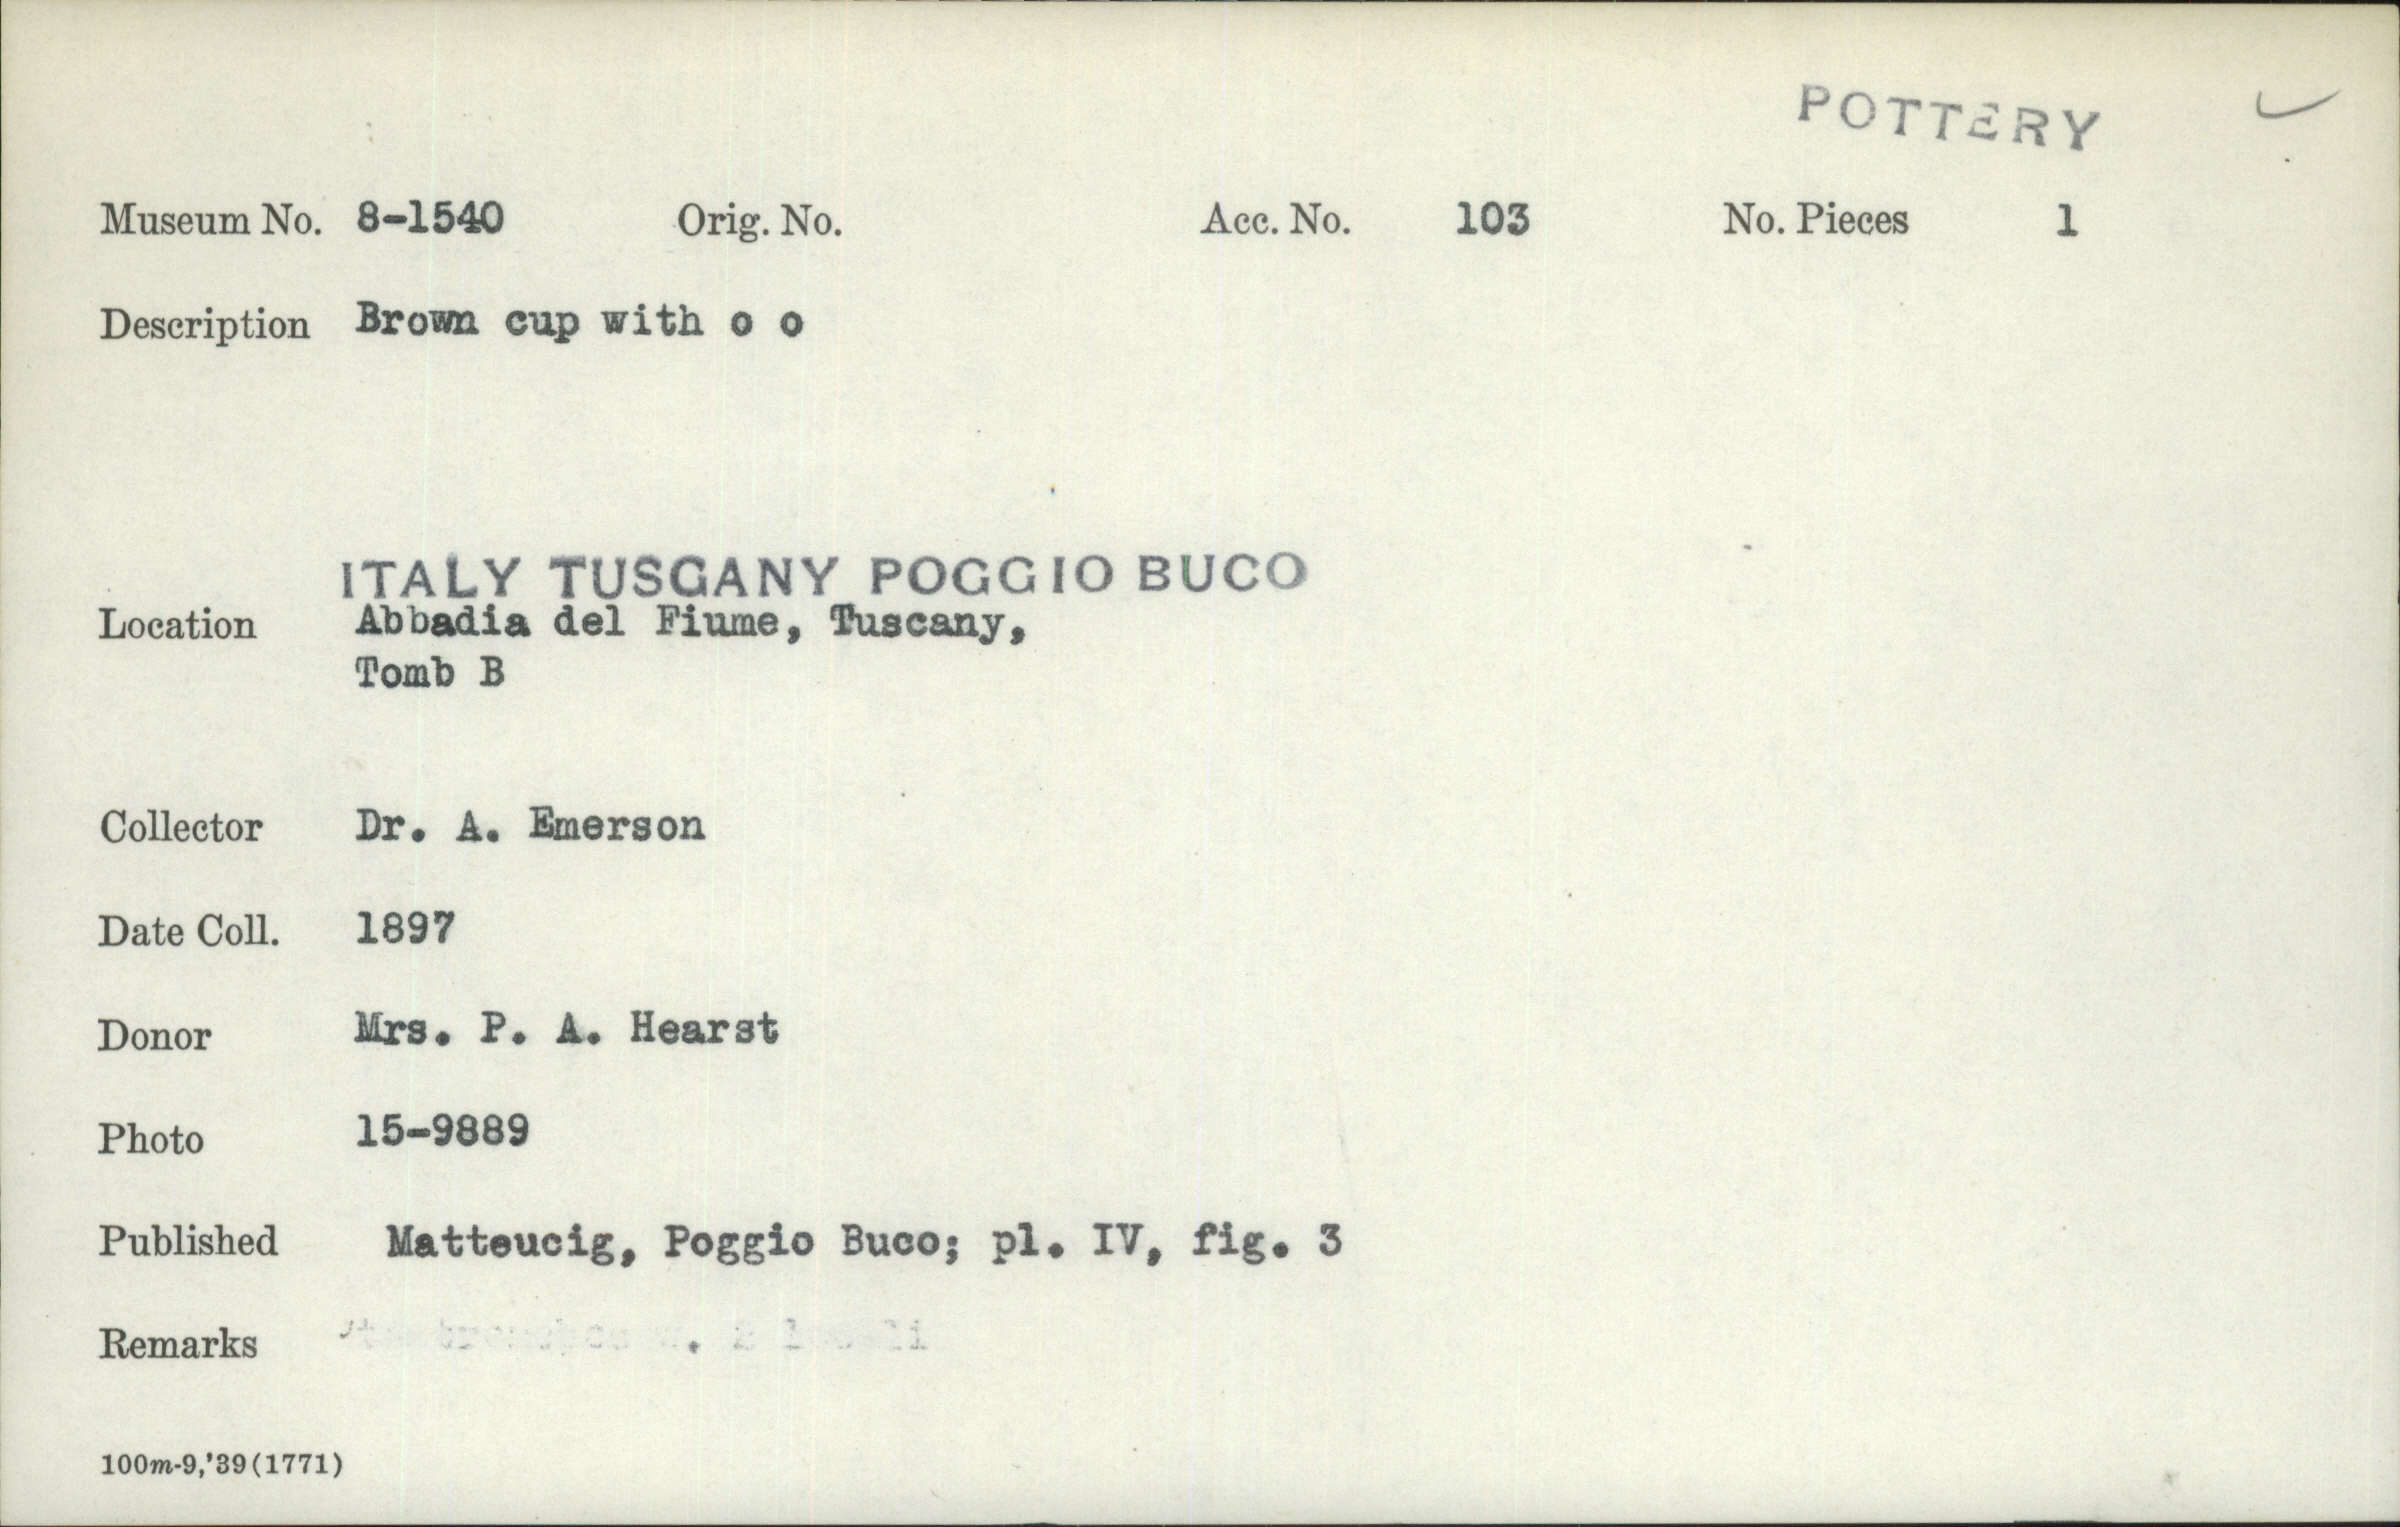 POTTERY
Museum No. 8-1540 Orig. No. Acc. No. 103 No. Pieces 1
Description Brown cup with o o
ITALY TUSCANY POGGIO BUCO
Location Abbadia del Fiume, Tuscany,
Tomb B
Collector Dr. A. Emerson
Date Coll. 1897
Donor Mrs. P. A. Hearst
Photo 15-9889
Published Matteucig, Poggio Buco; pl. IV, fig. 3
Remarks
100m-9,'39(1771)